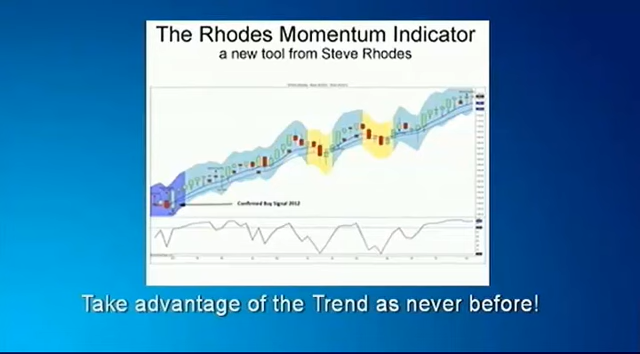 The Rhodes Momentum Indicator
a new tool from Steve Rhodes
Confirmed Buy Signal 2012
Take advantage of the Trend as never before!